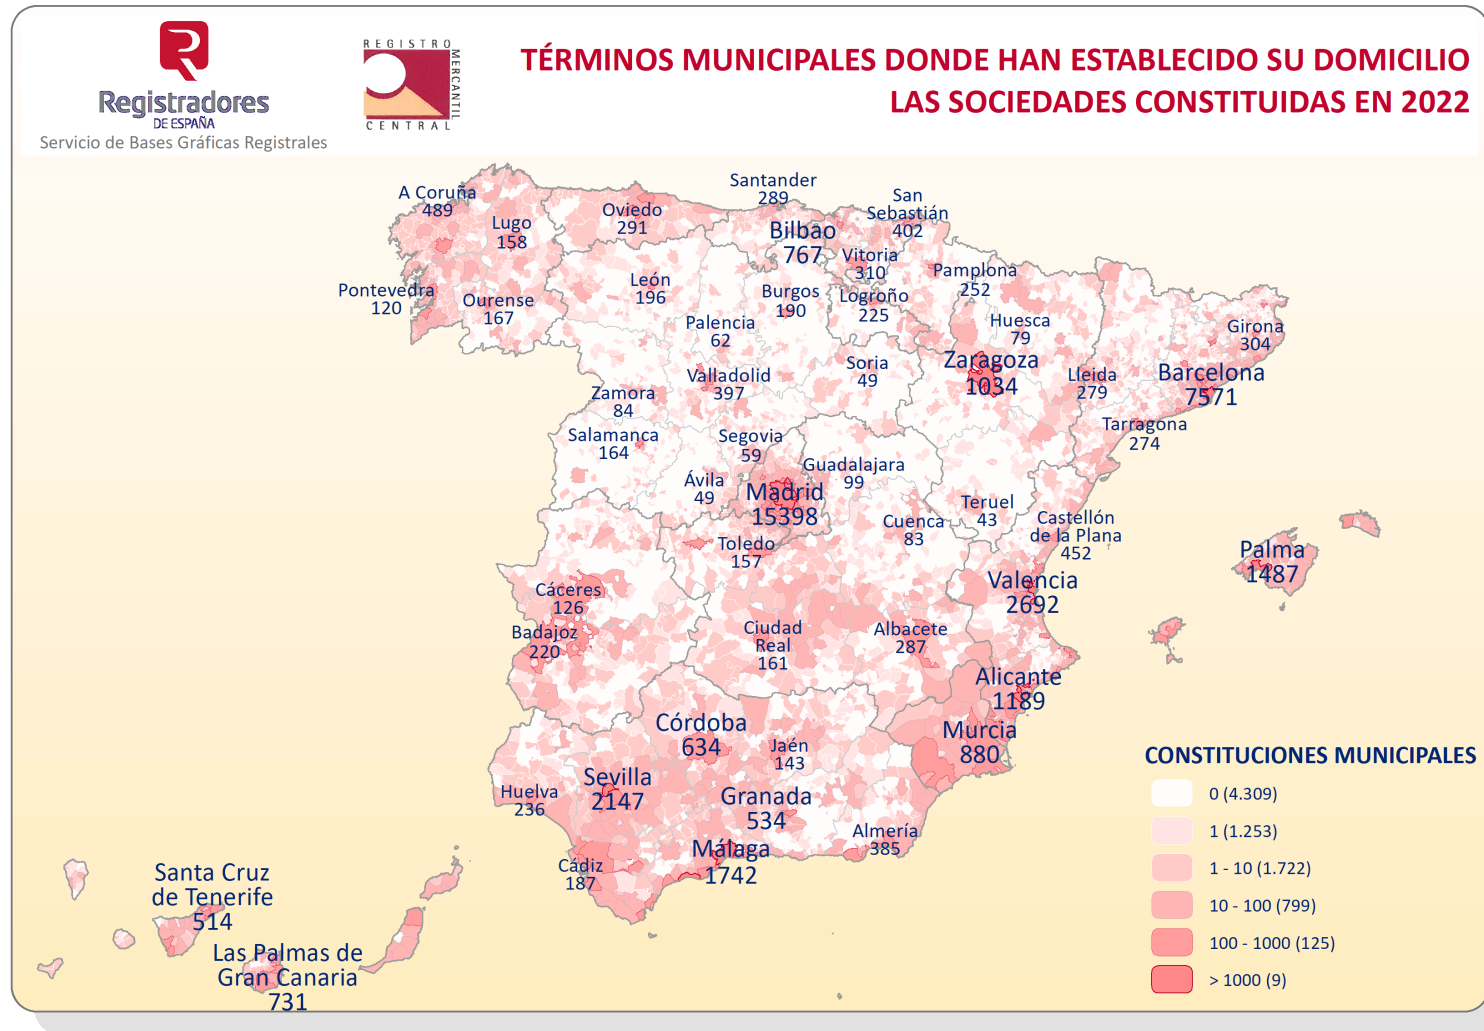 Registradores
DE ESPAÑA
Servicio de Bases Gráficas Registrales
REGISTRO
MERCANTIL
CENTRAL
TÉRMINOS MUNICIPALES DONDE HAN ESTABLECIDO SU DOMICILIO
LAS SOCIEDADES CONSTITUIDAS EN 2022
A Coruña
489
Lugo
158
Oviedo
291
Santander
289
Bilbao
767
San
Sebastián
402
Vitoria
310
Pamplona
252
Pontevedra
120
Ourense
167
León
196
Burgos
190
Logroño
225
Palencia
62
Huesca
79
Girona
304
Zamora
84
Valladolid
397
Soria
49
Zaragoza
1034
Lleida
279
Barcelona
7571
Tarragona
274
Salamanca
164
Segovia
59
Ávila
49
Guadalajara
99
Madrid
15398
Teruel
43
Cuenca
83
Castellón
de la Plana
452
Toledo
157
Palma
1487
Valencia
2692
Cáceres
126
Badajoz
220
Ciudad
Real
161
Albacete
287
Alicante
1189
Murcia
880
Córdoba
634
Jaén
143
Huelva
236
Sevilla
2147
Granada
534
Almería
385
Málaga
1742
Cádiz
187
Santa Cruz
de Tenerife
514
Las Palmas de
Gran Canaria
731
CONSTITUCIONES MUNICIPALES
0 (4.309)
1 (1.253)
1 - 10 (1.722)
10 - 100 (799)
100 - 1000 (125)
> 1000 (9)